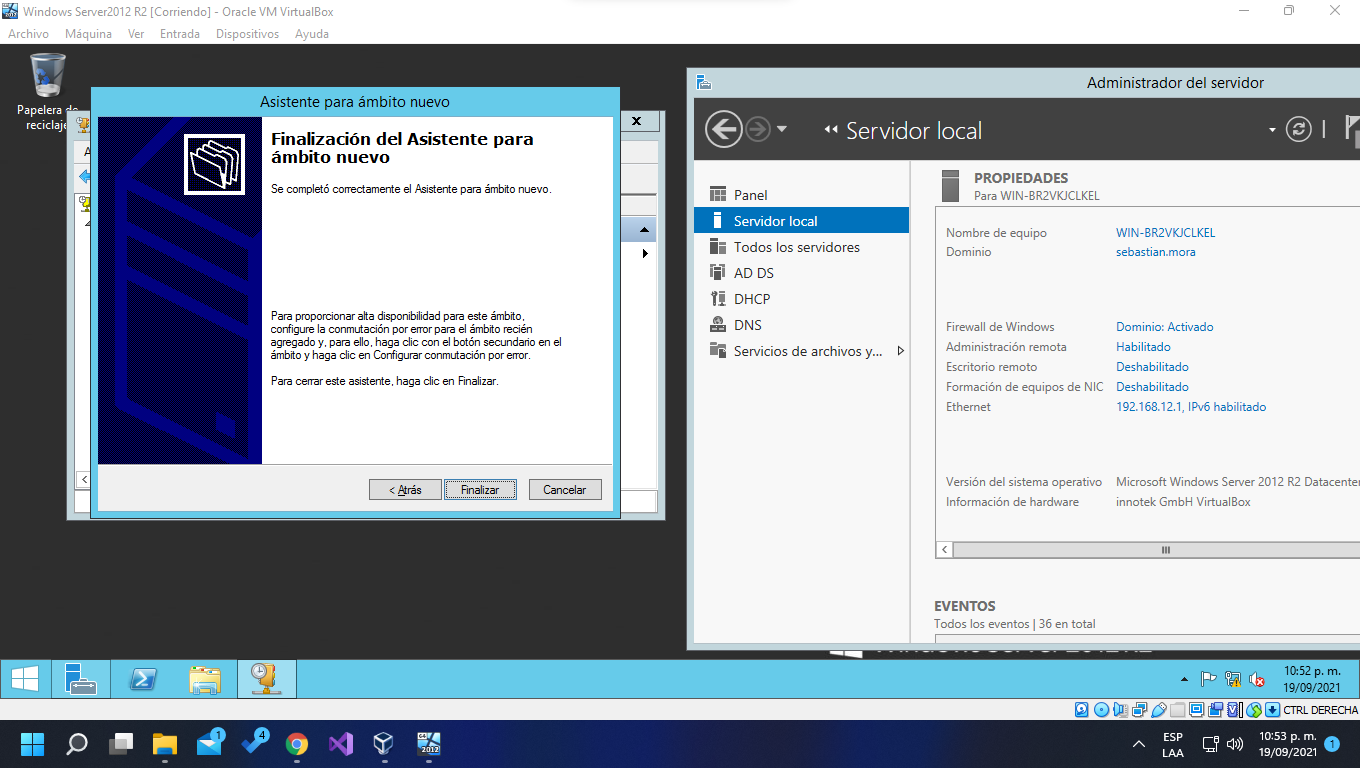 Windows Server2012 R2 [Corriendo] - Oracle VM VirtualBox
Archivo Máquina Ver Entrada Dispositivos Ayuda
Papelera de
reciclaje
Asistente para ámbito nuevo
Finalización del Asistente para
ámbito nuevo
Se completó correctamente el Asistente para ámbito nuevo.
Para proporcionar alta disponibilidad para este ámbito,
configure la conmutación por error para el ámbito recién
agregado y, para ello, haga clic con el botón secundario en el
ámbito y haga clic en Configurar conmutación por error.
Para cerrar este asistente, haga clic en Finalizar.
< Atrás Finalizar Cancelar
Administrador del servidor
Servidor local
Panel
Servidor local
Todos los servidores
AD DS
DHCP
DNS
Servicios de archivos y...
PROPIEDADES
Para WIN-BR2VKJCLKEL
Nombre de equipo WIN-BR2VKJCLKEL
Dominio sebastian.mora
Firewall de Windows Dominio: Activado
Administración remota Habilitado
Escritorio remoto Deshabilitado
Formación de equipos de NIC Deshabilitado
Ethernet 192.168.12.1, IPv6 habilitado
Versión del sistema operativo Microsoft Windows Server 2012 R2 Datacenter
Información de hardware innotek GmbH VirtualBox
EVENTOS
Todos los eventos | 36 en total
10:52 p. m.
19/09/2021
CTRL DERECHA
1
4
64
2012
ESP
LAA
10:53 p. m.
19/09/2021
1